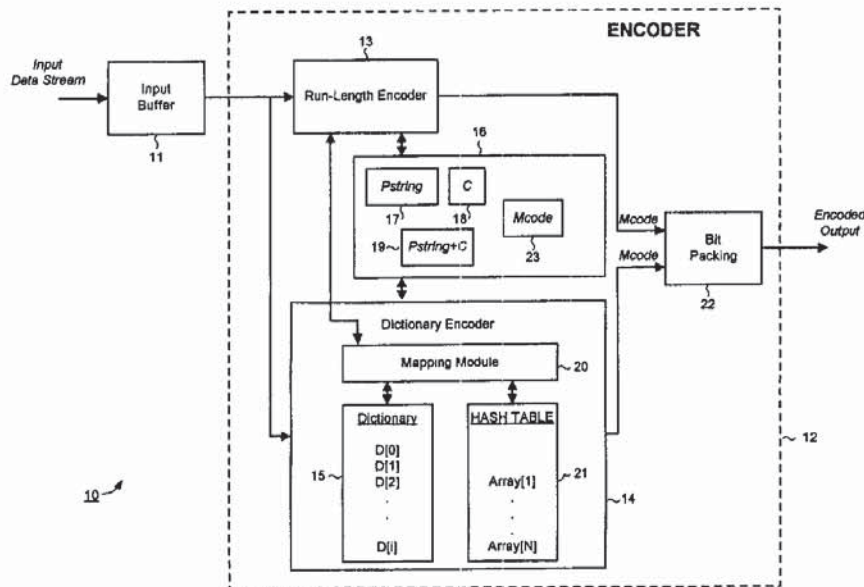 ENCODER
Input
Data Stream
Input
Buffer
11
13
Run-Length Encoder
16
Pstring
17
C
18
Mcode
23
19
Pstring+C
Mcode
Mcode
Bit
Packing
22
Encoded
Output
Dictionary Encoder
Mapping Module
20
Dictionary
D[0]
D[1]
D[2]
.
.
.
D[i]
15
HASH TABLE
Array[1]
.
.
.
Array[N]
21
14
12
10